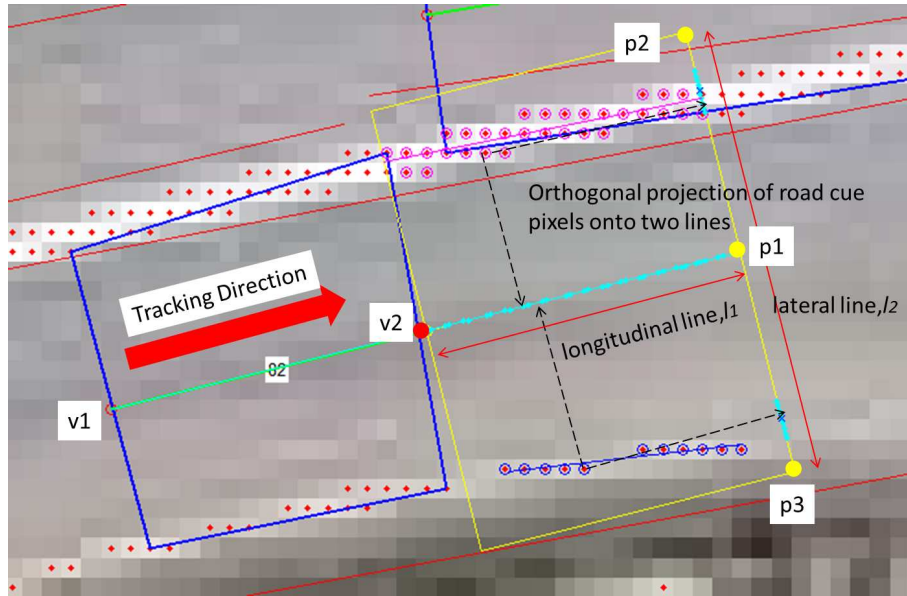 p2
Orthogonal projection of road cue
pixels onto two lines
p1
Tracking Direction
v2
longitudinal line,l1
lateral line,l2
82
v1
p3